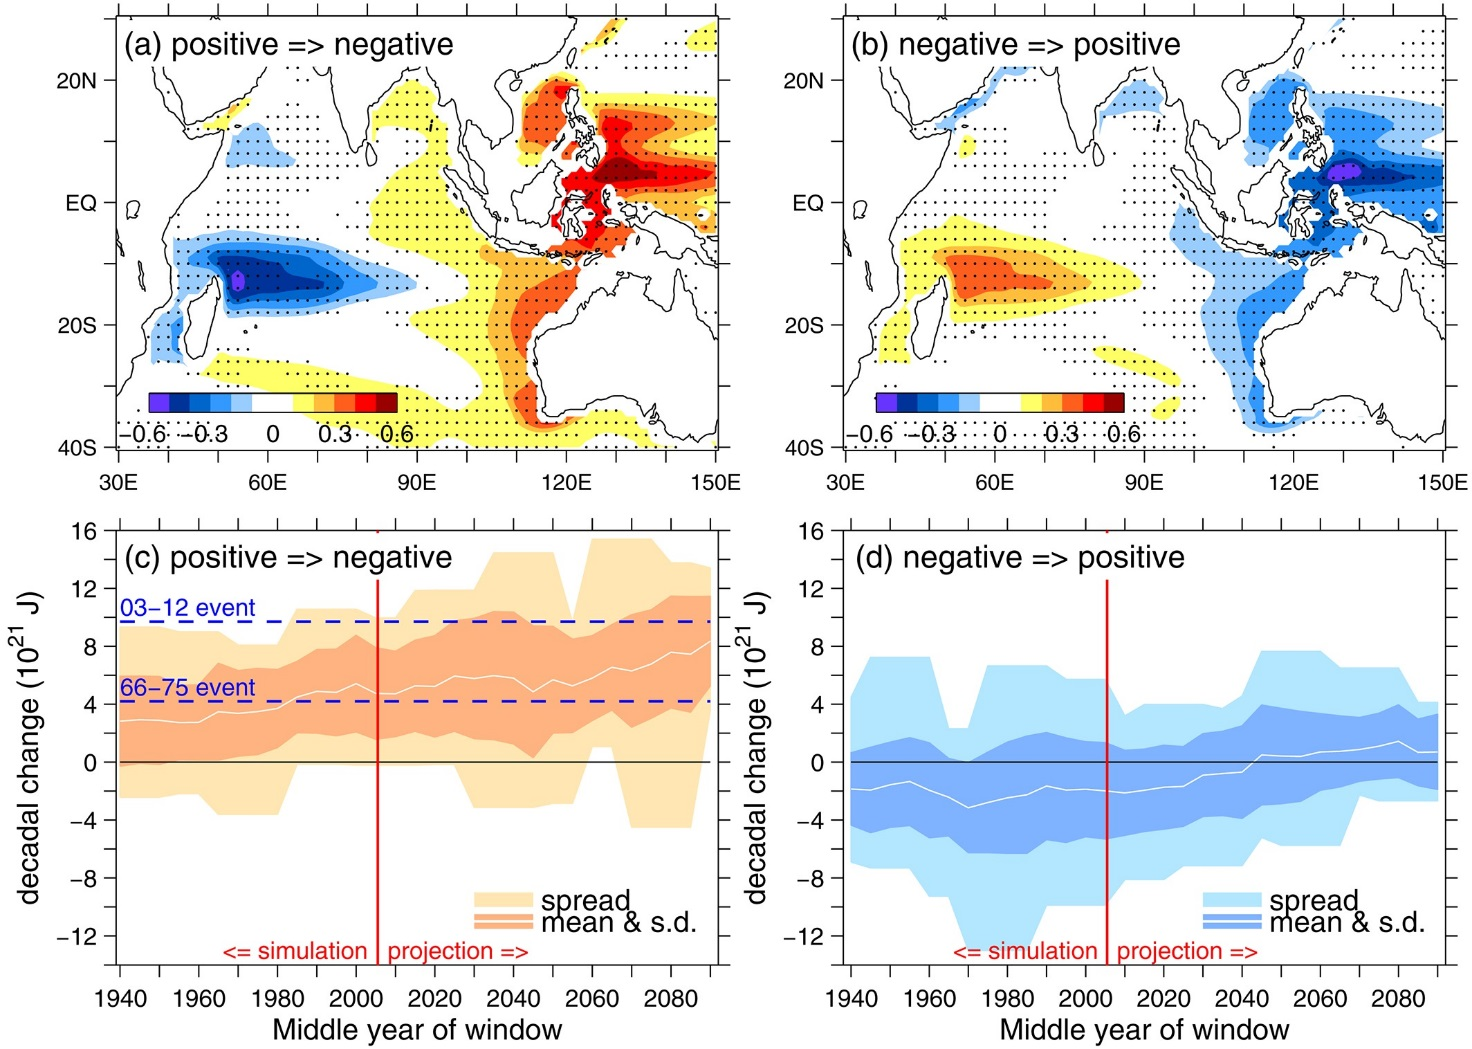 (a) positive => negative
20N
EQ
20S
40S
−0.6 −0.3 0 0.3 0.6
30E 60E 90E 120E 150E
(b) negative => positive
20N
EQ
20S
40S
−0.6 −0.3 0 0.3 0.6
30E 60E 90E 120E 150E
(c) positive => negative
decadal change (10²¹ J)
16
12
8
4
0
−4
−8
−12
03−12 event
66−75 event
spread
mean & s.d.
<= simulation projection =>
1940 1960 1980 2000 2020 2040 2060 2080
Middle year of window
(d) negative => positive
decadal change (10²¹ J)
16
12
8
4
0
−4
−8
−12
spread
mean & s.d.
<= simulation projection =>
1940 1960 1980 2000 2020 2040 2060 2080
Middle year of window